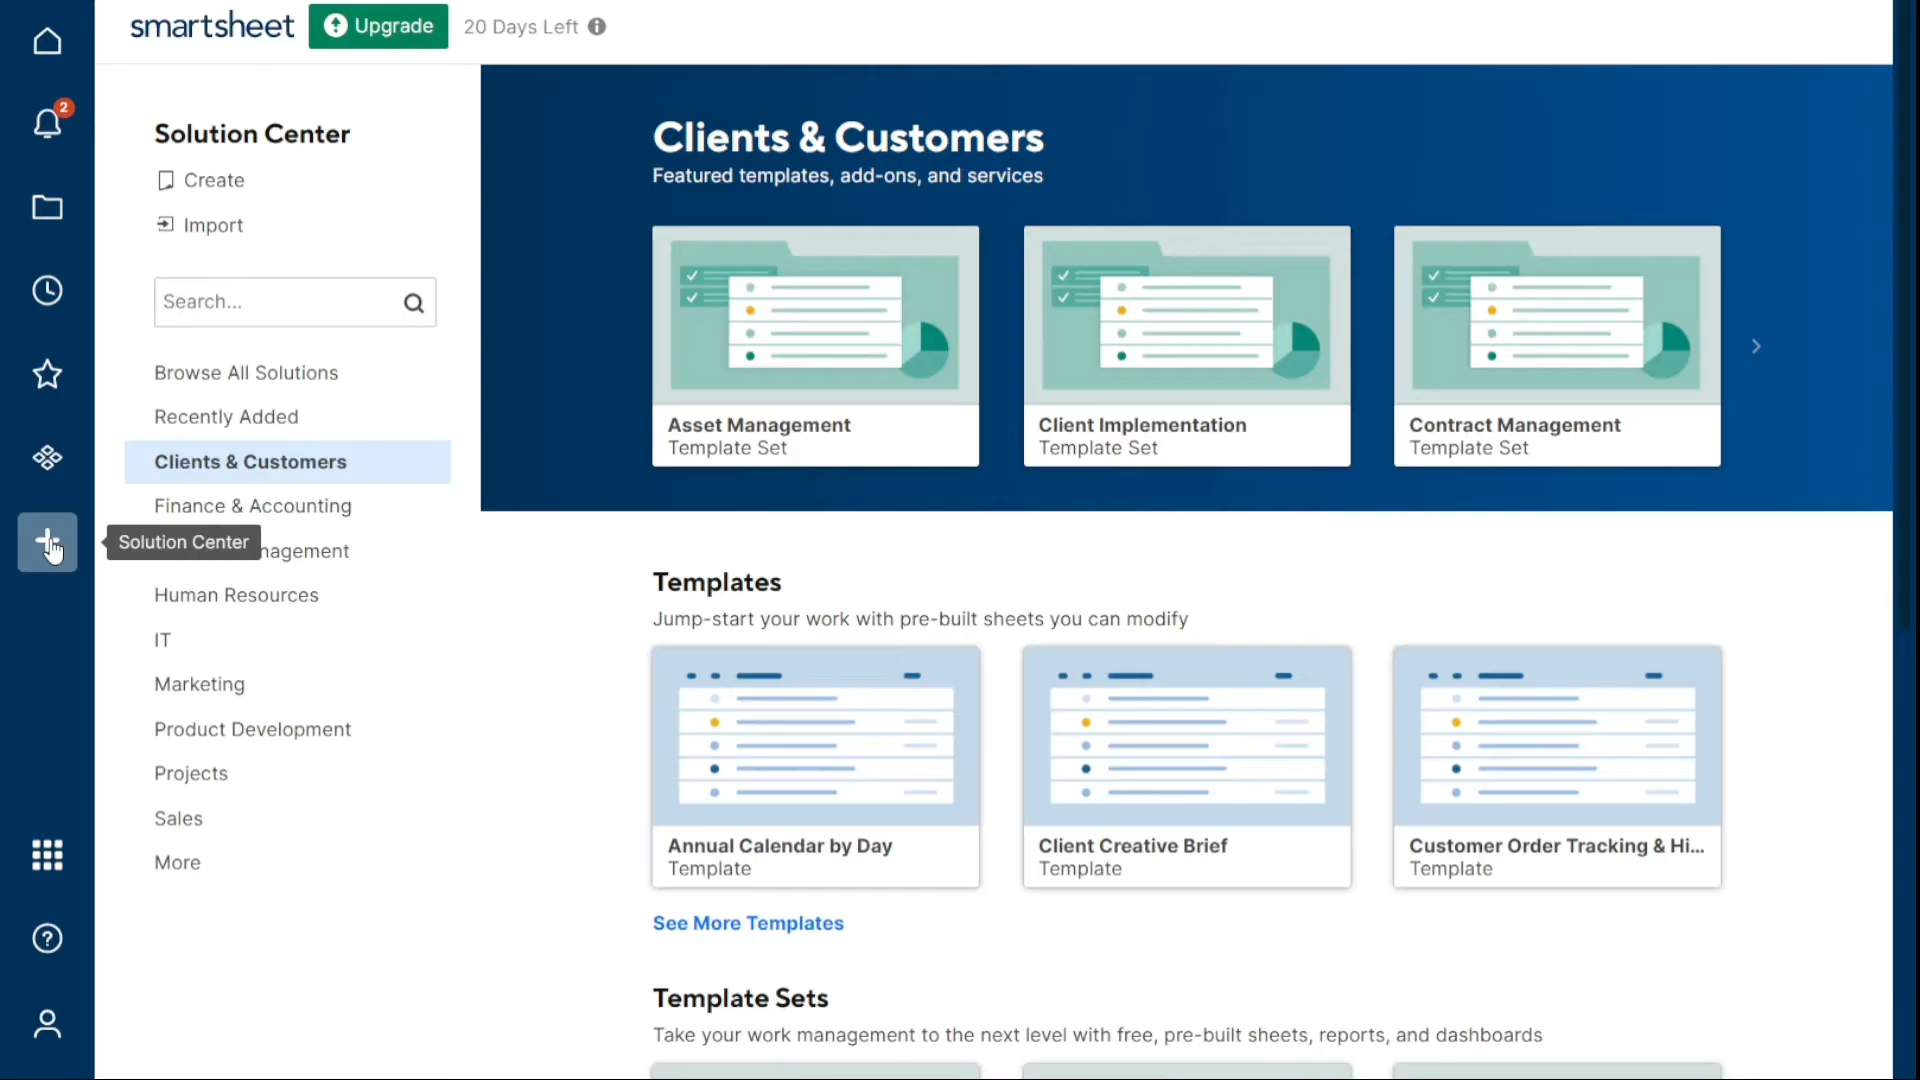 smartsheet
Upgrade
20 Days Left
2
Solution Center
Create
Import
Search...
Browse All Solutions
Recently Added
Clients & Customers
Finance & Accounting
Solution Center
nagement
Human Resources
IT
Marketing
Product Development
Projects
Sales
More
Clients & Customers
Featured templates, add-ons, and services
Asset Management
Template Set
Client Implementation
Template Set
Contract Management
Template Set
Templates
Jump-start your work with pre-built sheets you can modify
Annual Calendar by Day
Template
Client Creative Brief
Template
Customer Order Tracking & Hi...
Template
See More Templates
Template Sets
Take your work management to the next level with free, pre-built sheets, reports, and dashboards